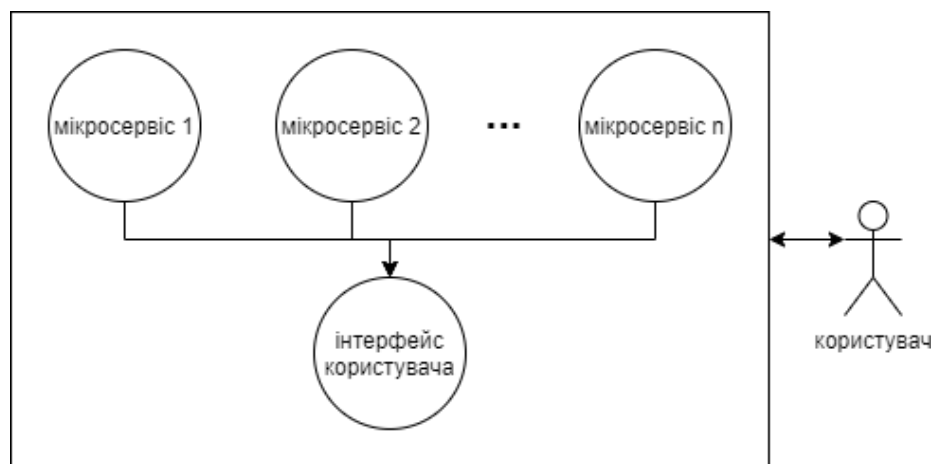 мікросервіс 1
мікросервіс 2
...
мікросервіс n
інтерфейс
користувача
користувач